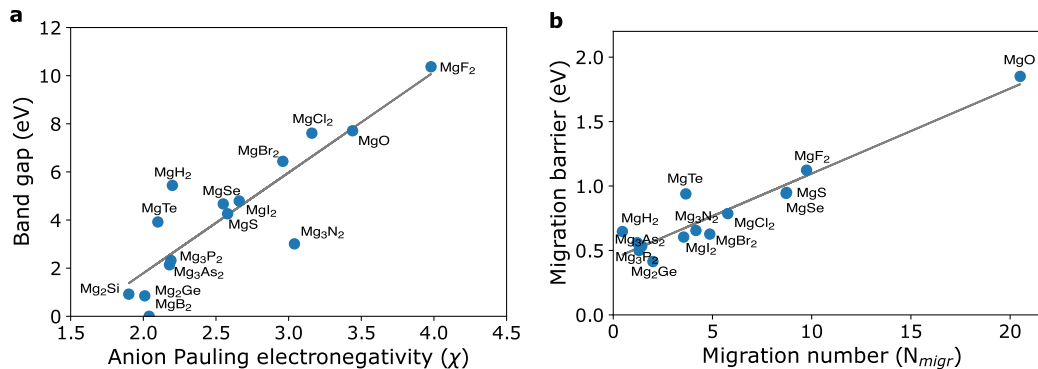 a
12
10
8
6
4
2
0
Band gap (eV)
MgF₂
MgCl₂
MgO
MgBr₂
MgH₂
MgSe
MgI₂
MgTe
MgS
Mg₃N₂
Mg₃P₂
Mg₃As₂
Mg₂Si
Mg₂Ge
MgB₂
1.5 2.0 2.5 3.0 3.5 4.0 4.5
Anion Pauling electronegativity (χ)
b
2.0
1.5
1.0
0.5
0.0
Migration barrier (eV)
MgO
MgF₂
MgTe
MgS
MgSe
MgH₂
Mg₃N₂
MgCl₂
Mg₃As₂
MgI₂
MgBr₂
Mg₃P₂
Mg₂Ge
0 5 10 15 20
Migration number (Nmigr)